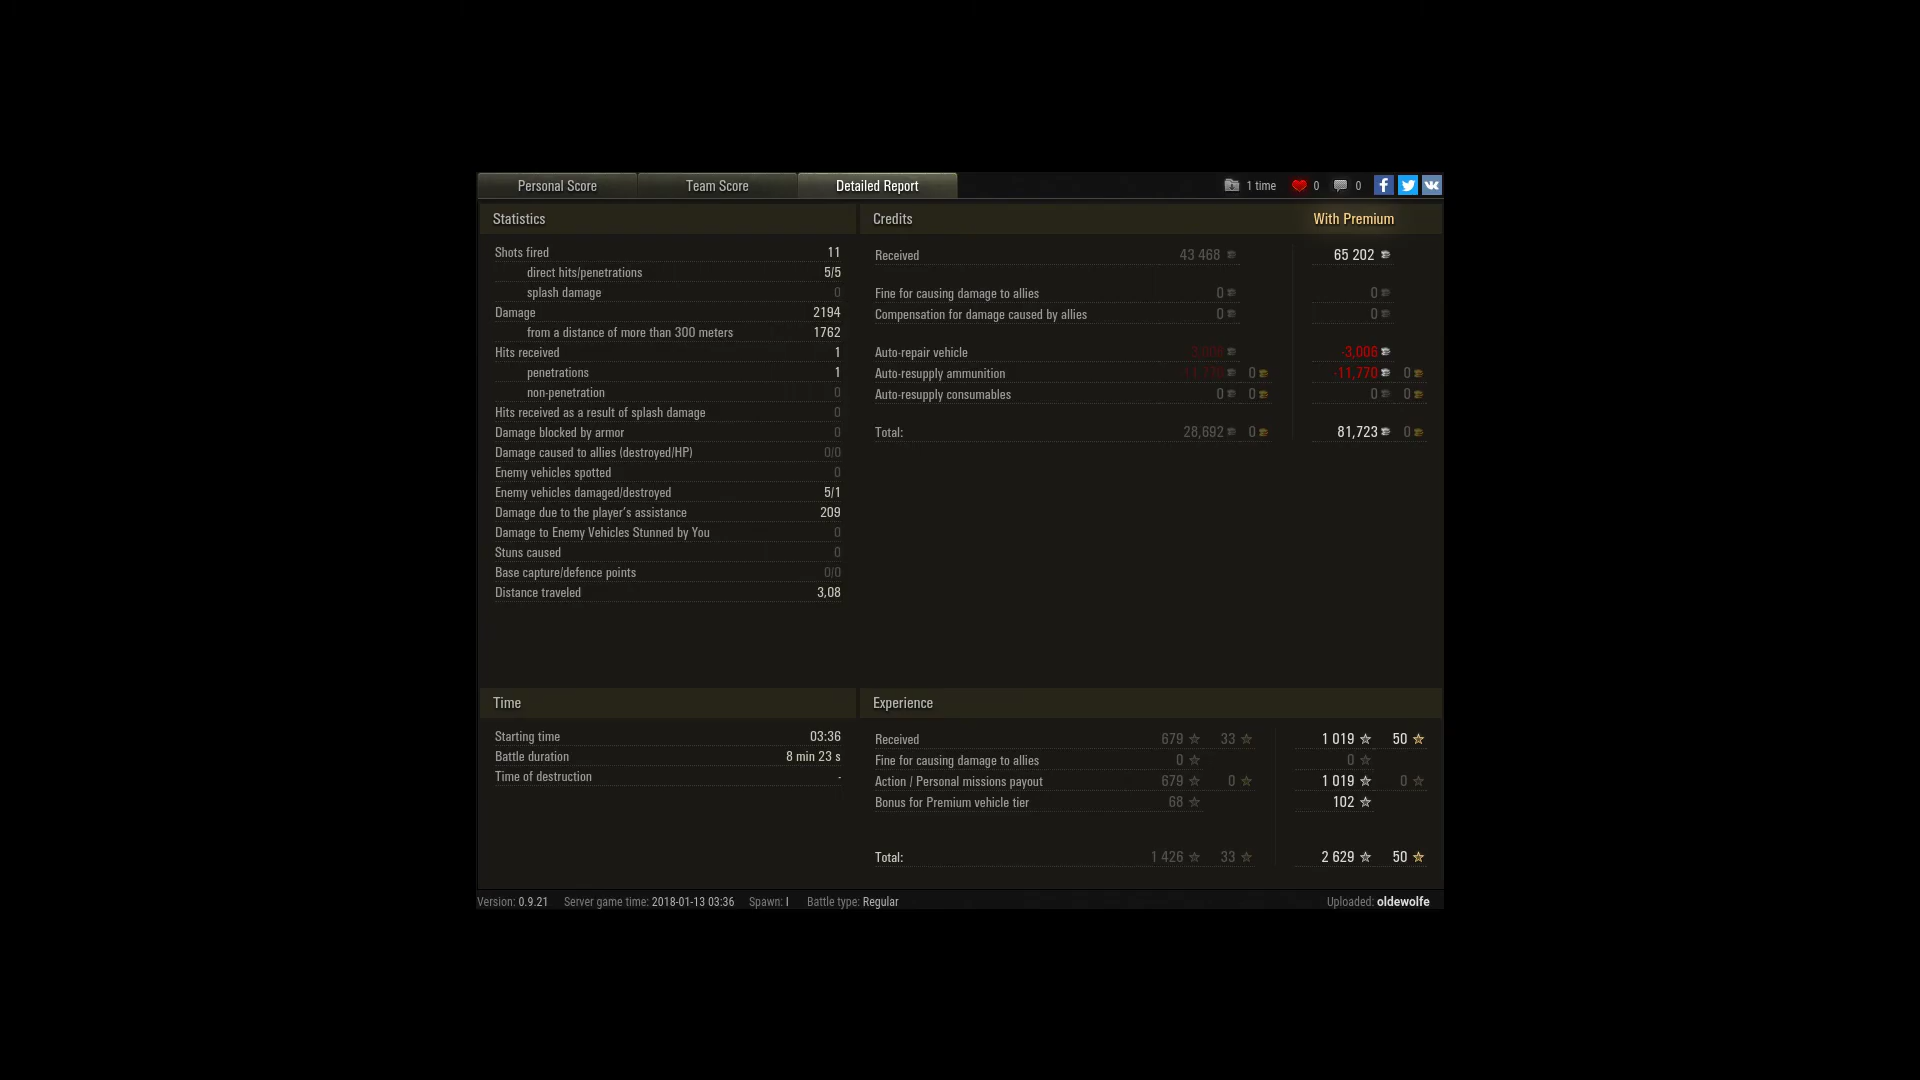 Personal Score Team Score Detailed Report 1 time 0 0
Statistics
Shots fired 11
direct hits/penetrations 5/5
splash damage 0
Damage 2194
from a distance of more than 300 meters 1762
Hits received 1
penetrations 1
non-penetration 0
Hits received as a result of splash damage 0
Damage blocked by armor 0
Damage caused to allies (destroyed/HP) 0/0
Enemy vehicles spotted 0
Enemy vehicles damaged/destroyed 5/1
Damage due to the player's assistance 209
Damage to Enemy Vehicles Stunned by You 0
Stuns caused 0
Base capture/defence points 0/0
Distance traveled 3,08
Credits With Premium
Received 43 468 65 202
Fine for causing damage to allies 0 0
Compensation for damage caused by allies 0 0
Auto-repair vehicle -3,006 -3,006
Auto-resupply ammunition -11,770 0 -11,770 0
Auto-resupply consumables 0 0 0 0
Total: 28,692 0 81,723 0
Time
Starting time 03:36
Battle duration 8 min 23 s
Time of destruction -
Experience
Received 679 33 1 019 50
Fine for causing damage to allies 0 0
Action / Personal missions payout 679 0 1 019 0
Bonus for Premium vehicle tier 68 102
Total: 1 426 33 2 629 50
Version: 0.9.21 Server game time: 2018-01-13 03:36 Spawn: I Battle type: Regular Uploaded: oldewolfe